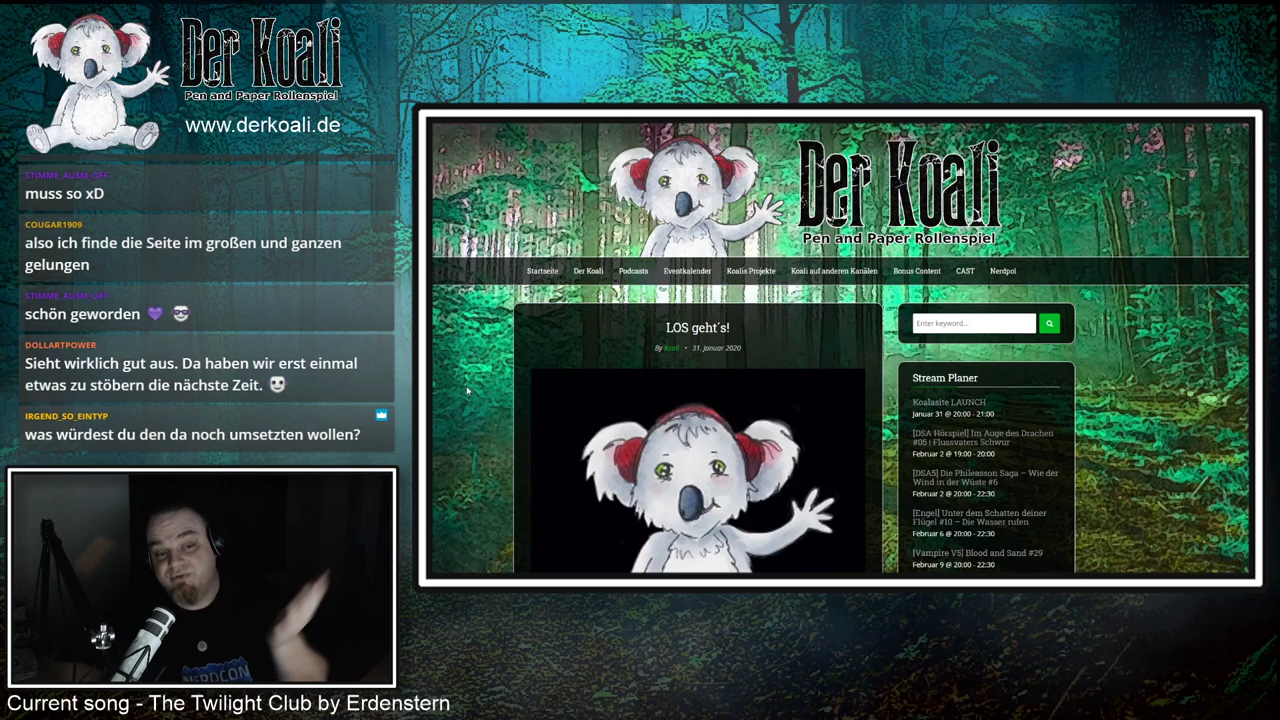 Der Koali
Pen and Paper Rollenspiel
www.derkoali.de
STIMME_AUSM_OFF
muss so xD
COUGAR1909
also ich finde die Seite im großen und ganzen
gelungen
STIMME_AUSM_OFF
schön geworden
DOLLARTPOWER
Sieht wirklich gut aus. Da haben wir erst einmal
etwas zu stöbern die nächste Zeit.
IRGEND_SO_EINTYP
was würdest du den da noch umsetzten wollen?
NERDCON
Current song - The Twilight Club by Erdenstern
Der Koali
Pen and Paper Rollenspiel
Startseite Der Koali Podcasts Eventkalender Koalis Projekte Koali auf anderen Kanälen Bonus Content CAST Nerdpol
LOS geht´s!
By Koali • 31. Januar 2020
Enter keyword...
Stream Planer
Koalasite LAUNCH
Januar 31 @ 20:00 - 21:00
[DSA Hörspiel] Im Auge des Drachen
#05 | Flussvaters Schwur
Februar 2 @ 19:00 - 20:00
[DSA5] Die Phileasson Saga – Wie der
Wind in der Wüste #6
Februar 2 @ 20:00 - 22:30
[Engel] Unter dem Schatten deiner
Flügel #10 – Die Wasser rufen
Februar 6 @ 20:00 - 22:30
[Vampire V5] Blood and Sand #29
Februar 9 @ 20:00 - 22:30